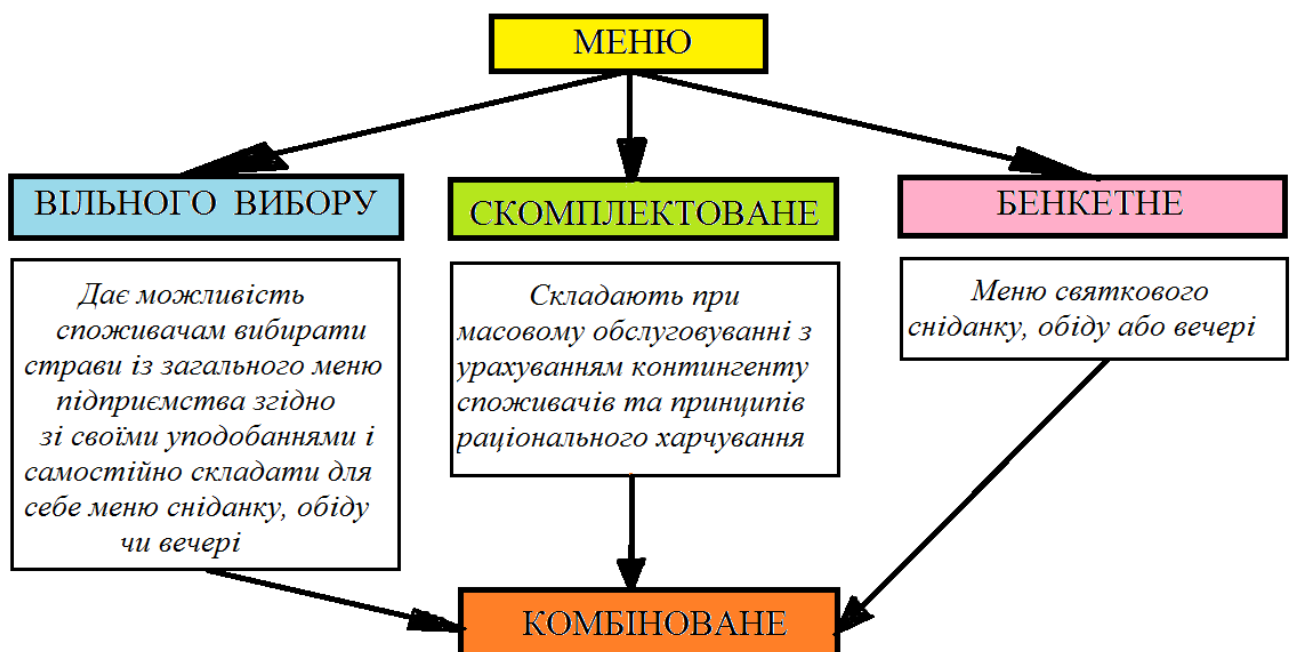 МЕНЮ
ВІЛЬНОГО ВИБОРУ
СКОМПЛЕКТОВАНЕ
БЕНКЕТНЕ
Дає можливість
споживачам вибирати
страви із загального меню
підприємства згідно
зі своїми уподобаннями і
самостійно складати для
себе меню сніданку, обіду
чи вечері
Складають при
масовому обслуговуванні з
урахуванням контингенту
споживачів та принципів
раціонального харчування
Меню святкового
сніданку, обіду або вечері
КОМБІНОВАНЕ